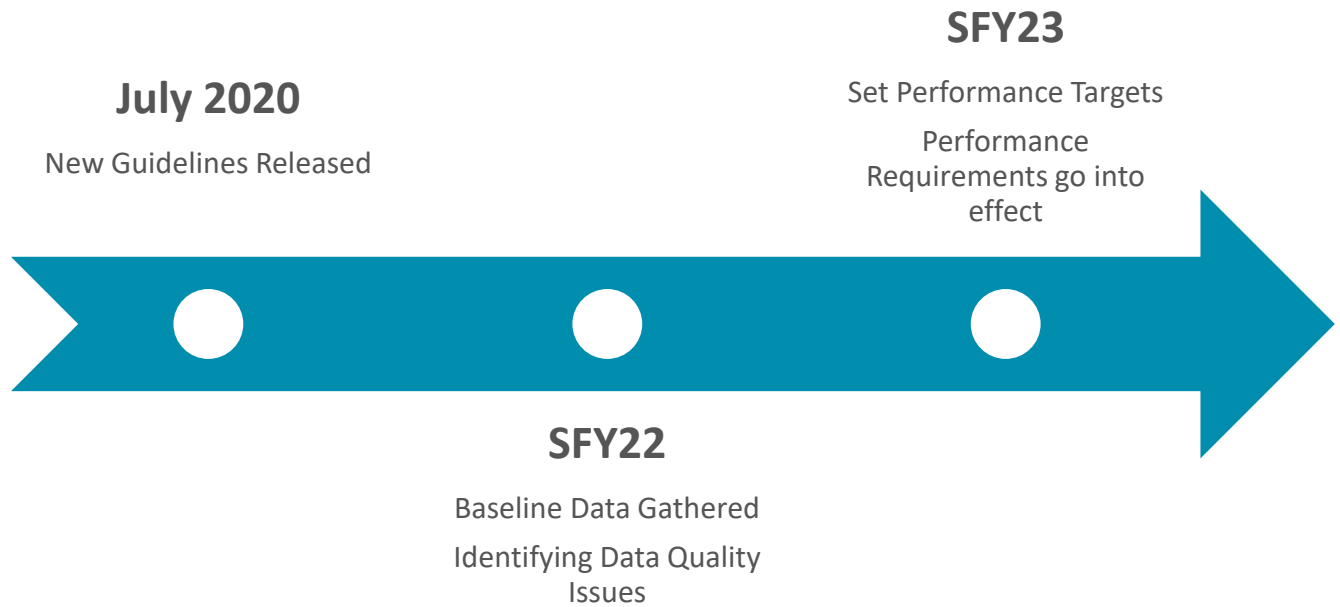 July 2020
New Guidelines Released
SFY22
Baseline Data Gathered
Identifying Data Quality
Issues
SFY23
Set Performance Targets
Performance
Requirements go into
effect